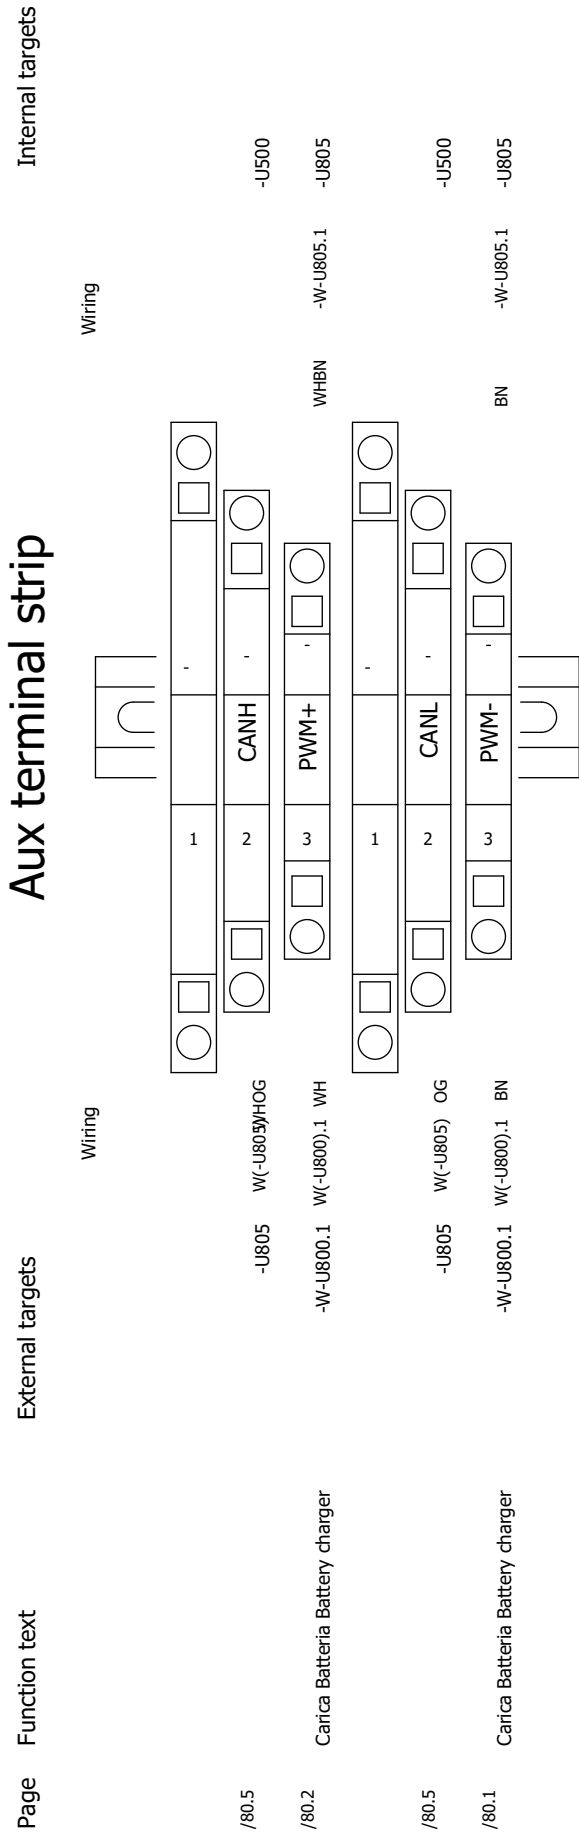 Page Function text External targets Aux terminal strip Internal targets
Wiring Wiring
1 -
/80.5 -U805 W(-U805) WHOG 2 CANH - -U500
/80.2 Carica Batteria Battery charger -W-U800.1 W(-U800).1 WH 3 PWM+ - WHBN -W-U805.1 -U805
1 -
/80.5 -U805 W(-U805) OG 2 CANL - -U500
/80.1 Carica Batteria Battery charger -W-U800.1 W(-U800).1 BN 3 PWM- - BN -W-U805.1 -U805